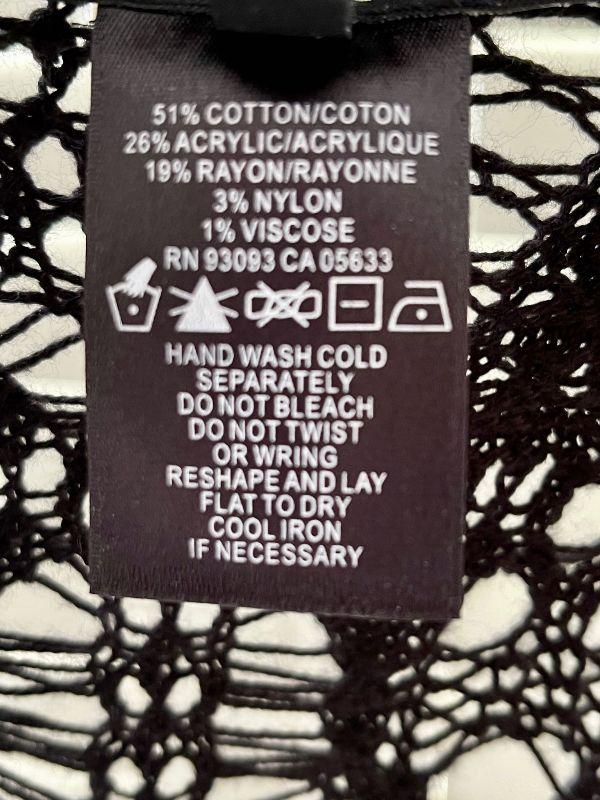 51% COTTON/COTON
26% ACRYLIC/ACRYLIQUE
19% RAYON/RAYONNE
3% NYLON
1% VISCOSE
RN 93093 CA 05633
HAND WASH COLD
SEPARATELY
DO NOT BLEACH
DO NOT TWIST
OR WRING
RESHAPE AND LAY
FLAT TO DRY
COOL IRON
IF NECESSARY